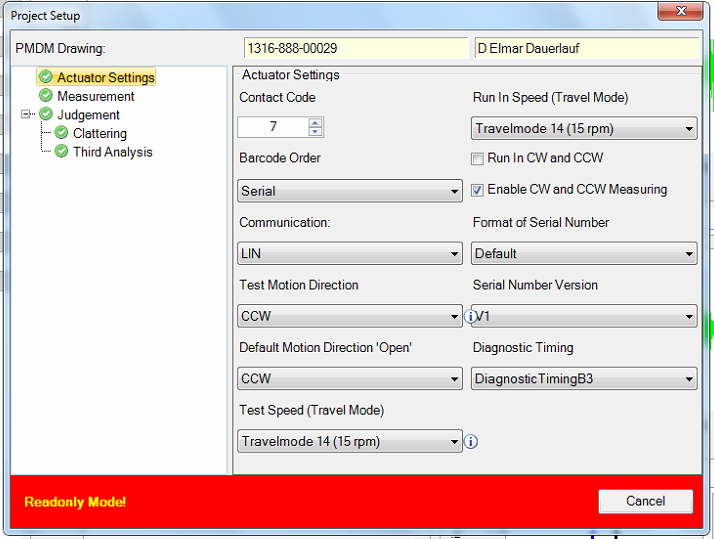 Project Setup
PMDM Drawing:
1316-888-00029
D Elmar Dauerlauf
Actuator Settings
Measurement
Judgement
Clattering
Third Analysis
Actuator Settings
Contact Code
7
Barcode Order
Serial
Communication:
LIN
Test Motion Direction
CCW
Default Motion Direction 'Open'
CCW
Test Speed (Travel Mode)
Travelmode 14 (15 rpm)
Run In Speed (Travel Mode)
Travelmode 14 (15 rpm)
Run In CW and CCW
Enable CW and CCW Measuring
Format of Serial Number
Default
Serial Number Version
V1
Diagnostic Timing
DiagnosticTimingB3
Readonly Mode!
Cancel